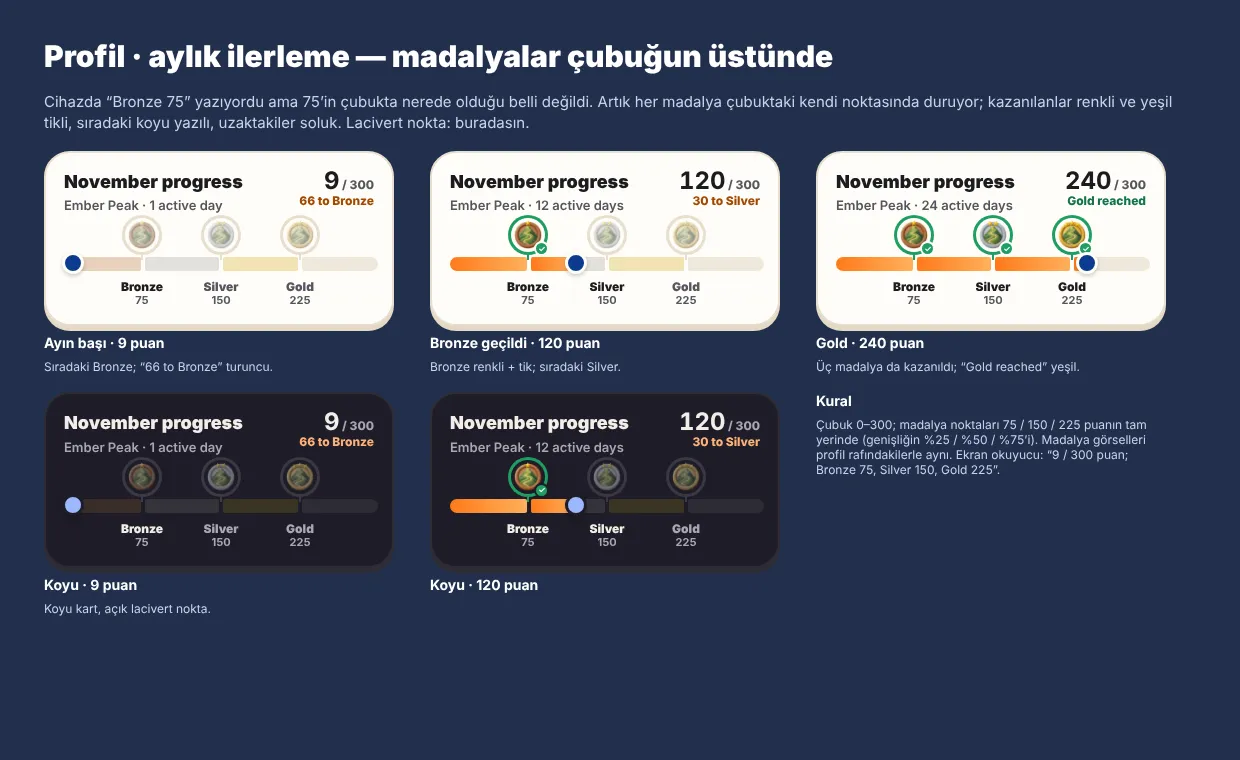 Profil · aylık ilerleme — madalyalar çubuğun üstünde
Cihazda “Bronze 75” yazıyordu ama 75’in çubukta nerede olduğu belli değildi. Artık her madalya çubuktaki kendi noktasında duruyor; kazanılanlar renkli ve yeşil
tikli, sıradaki koyu yazılı, uzaktakiler soluk. Lacivert nokta: buradasın.
November progress
9 / 300
Ember Peak · 1 active day
66 to Bronze
Bronze
Silver
Gold
75
150
225
Ayın başı · 9 puan
Sıradaki Bronze; “66 to Bronze” turuncu.
November progress
120 / 300
Ember Peak · 12 active days
30 to Silver
Bronze
Silver
Gold
75
150
225
Bronze geçildi · 120 puan
Bronze renkli + tik; sıradaki Silver.
November progress
240 / 300
Ember Peak · 24 active days
Gold reached
Bronze
Silver
Gold
75
150
225
Gold · 240 puan
Üç madalya da kazanıldı; “Gold reached” yeşil.
November progress
9 / 300
Ember Peak · 1 active day
66 to Bronze
Bronze
Silver
Gold
75
150
225
Koyu · 9 puan
Koyu kart, açık lacivert nokta.
November progress
120 / 300
Ember Peak · 12 active days
30 to Silver
Bronze
Silver
Gold
75
150
225
Koyu · 120 puan
Kural
Çubuk 0–300; madalya noktaları 75 / 150 / 225 puanın tam
yerinde (genişliğin %25 / %50 / %75’i). Madalya görselleri
profil rafındakilerle aynı. Ekran okuyucu: “9 / 300 puan;
Bronze 75, Silver 150, Gold 225”.